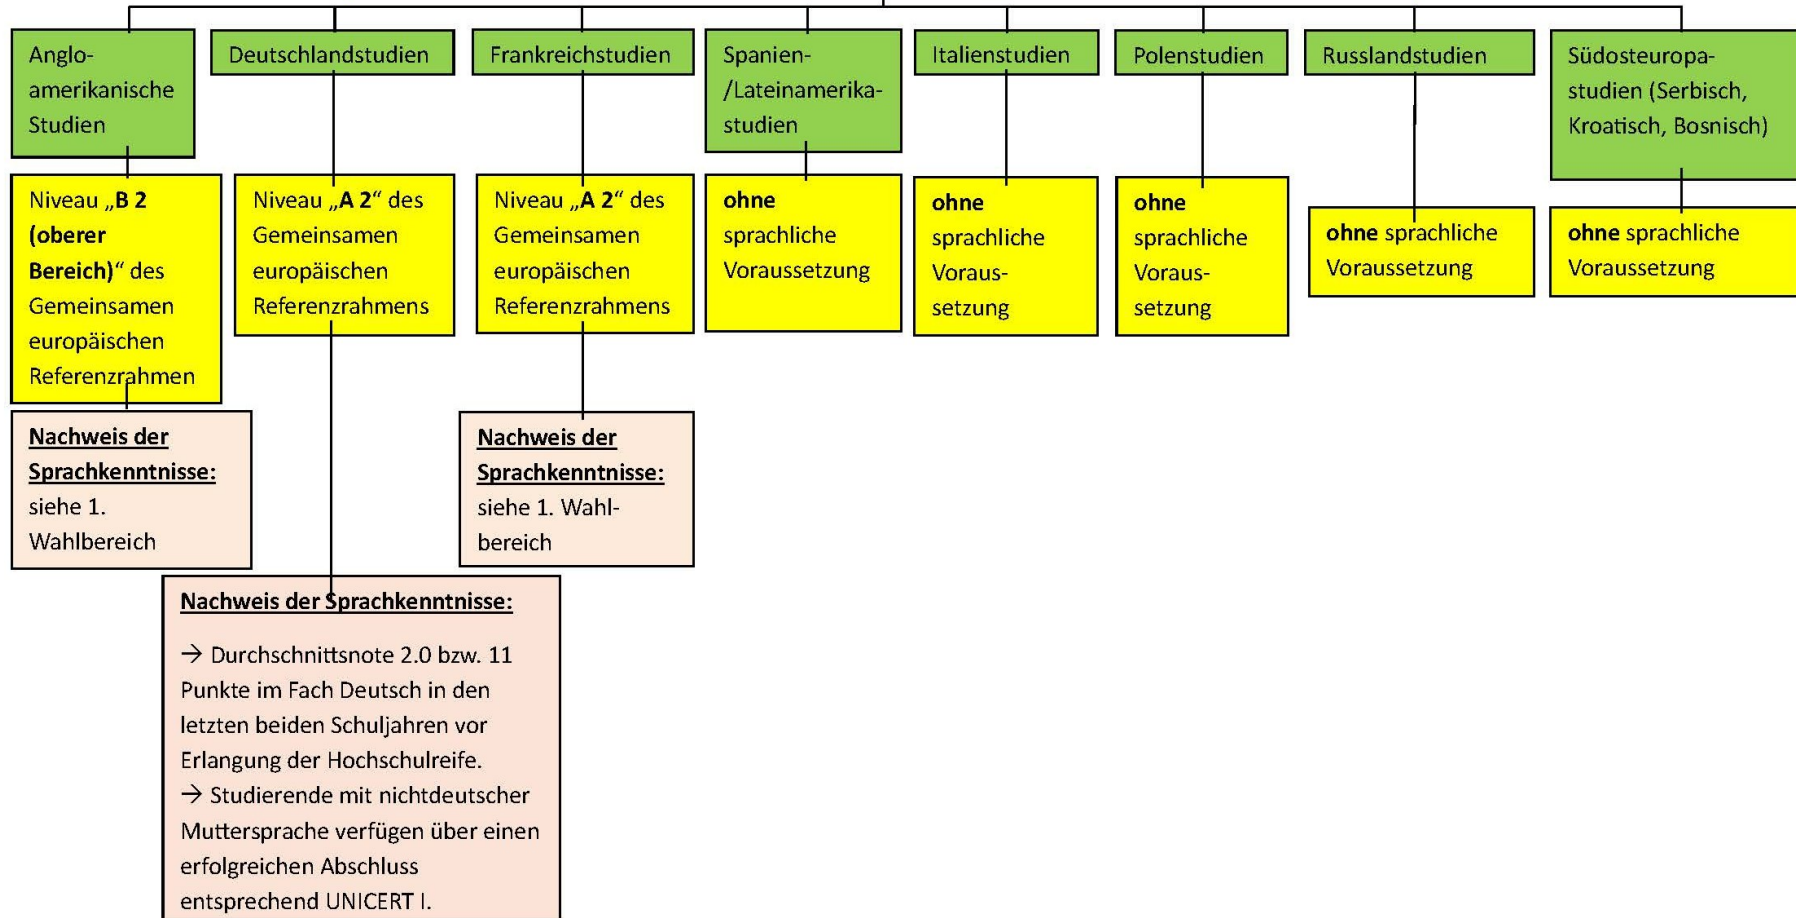 Anglo-
amerikanische
Studien
Deutschlandstudien
Frankreichstudien
Spanien-
/Lateinamerika-
studien
Italienstudien
Polenstudien
Russlandstudien
Südosteuropa-
studien (Serbisch,
Kroatisch, Bosnisch)
Niveau „B 2
(oberer
Bereich)“ des
Gemeinsamen
europäischen
Referenzrahmen
Niveau „A 2“ des
Gemeinsamen
europäischen
Referenzrahmens
Niveau „A 2“ des
Gemeinsamen
europäischen
Referenzrahmens
ohne
sprachliche
Voraussetzung
ohne
sprachliche
Voraus-
setzung
ohne
sprachliche
Voraus-
setzung
ohne sprachliche
Voraussetzung
ohne sprachliche
Voraussetzung
Nachweis der
Sprachkenntnisse:
siehe 1.
Wahlbereich
Nachweis der
Sprachkenntnisse:
siehe 1. Wahl-
bereich
Nachweis der Sprachkenntnisse:
→ Durchschnittsnote 2.0 bzw. 11
Punkte im Fach Deutsch in den
letzten beiden Schuljahren vor
Erlangung der Hochschulreife.
→ Studierende mit nichtdeutscher
Muttersprache verfügen über einen
erfolgreichen Abschluss
entsprechend UNICERT I.